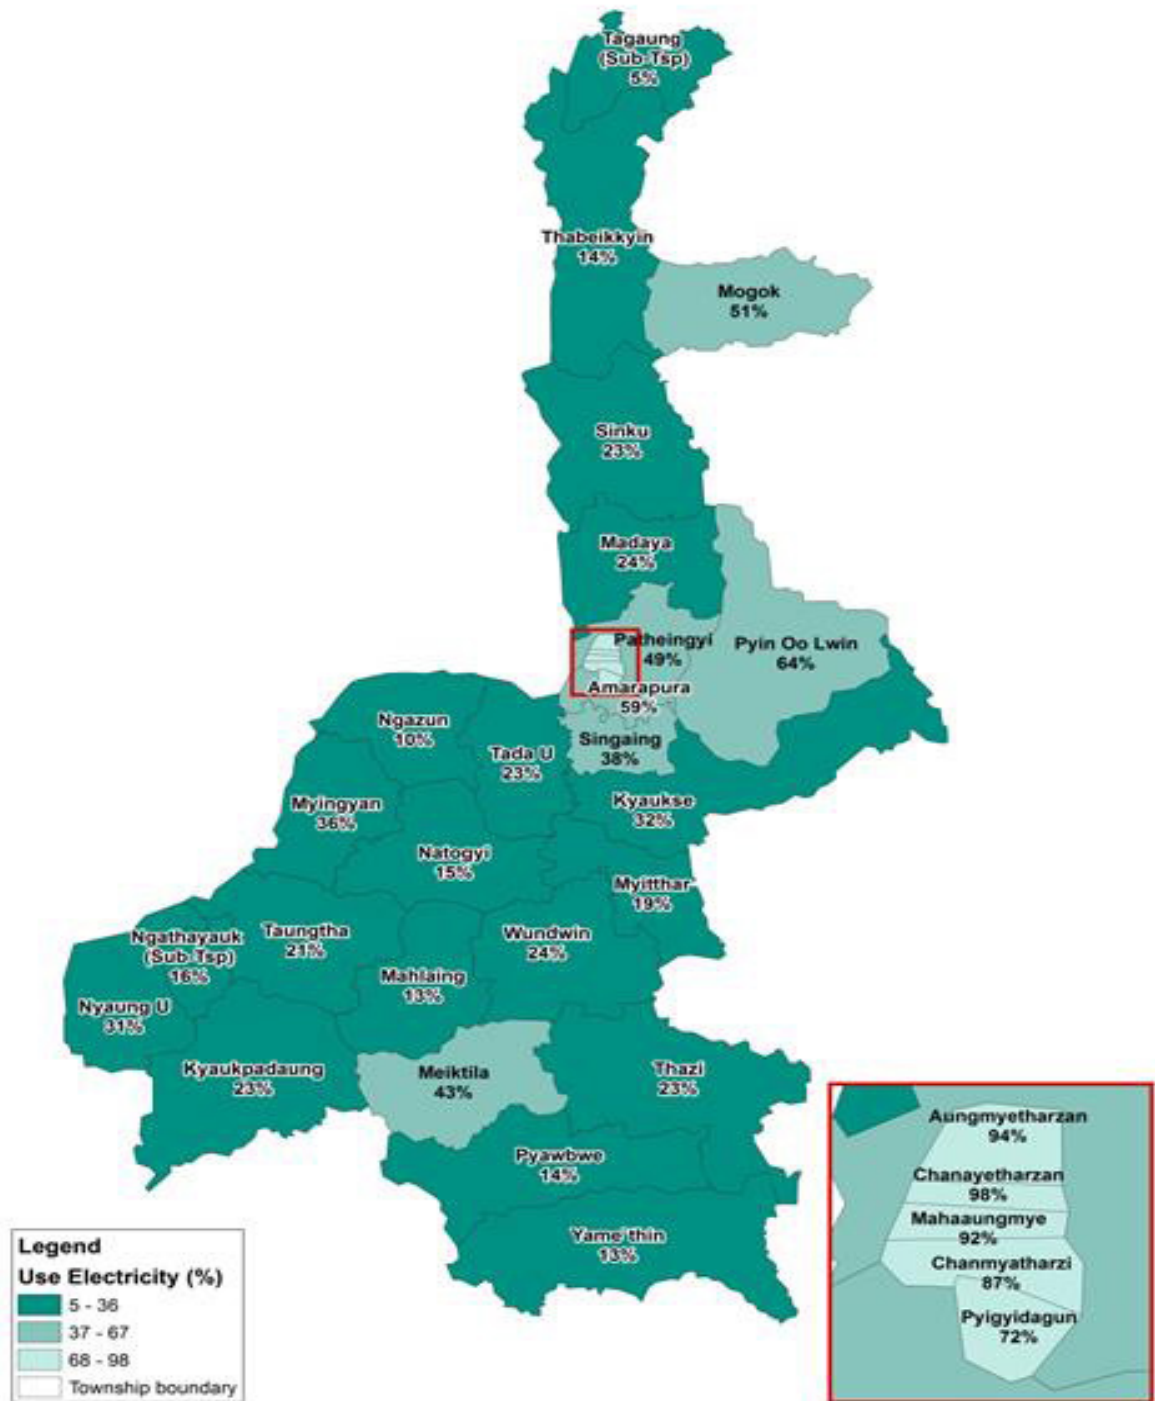 Tagaung
(Sub-Tsp)
5%
Thabeikkyin
14%
Mogok
51%
Sinku
23%
Madaya
24%
Patheingyi
49%
Pyin Oo Lwin
64%
Amarapura
59%
Singaing
38%
Ngazun
10%
Tada U
23%
Myingyan
36%
Kyaukse
32%
Natogyi
15%
Myitthar
19%
Taungtha
21%
Ngathayauk
(Sub-Tsp)
16%
Wundwin
24%
Mahlaing
13%
Nyaung U
31%
Kyaukpadaung
23%
Meiktila
43%
Thazi
23%
Pyawbwe
14%
Yame'thin
13%
Aungmyetharzan
94%
Chanayetharzan
98%
Mahaaungmye
92%
Chanmyatharzi
87%
Pyigyidagun
72%
Legend
Use Electricity (%)
5 - 36
37 - 67
68 - 98
Township boundary